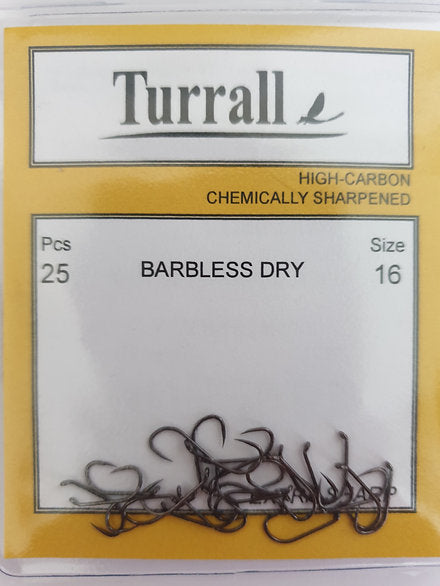 Turrall
HIGH-CARBON
CHEMICALLY SHARPENED
Pcs
25
BARBLESS DRY
Size
16